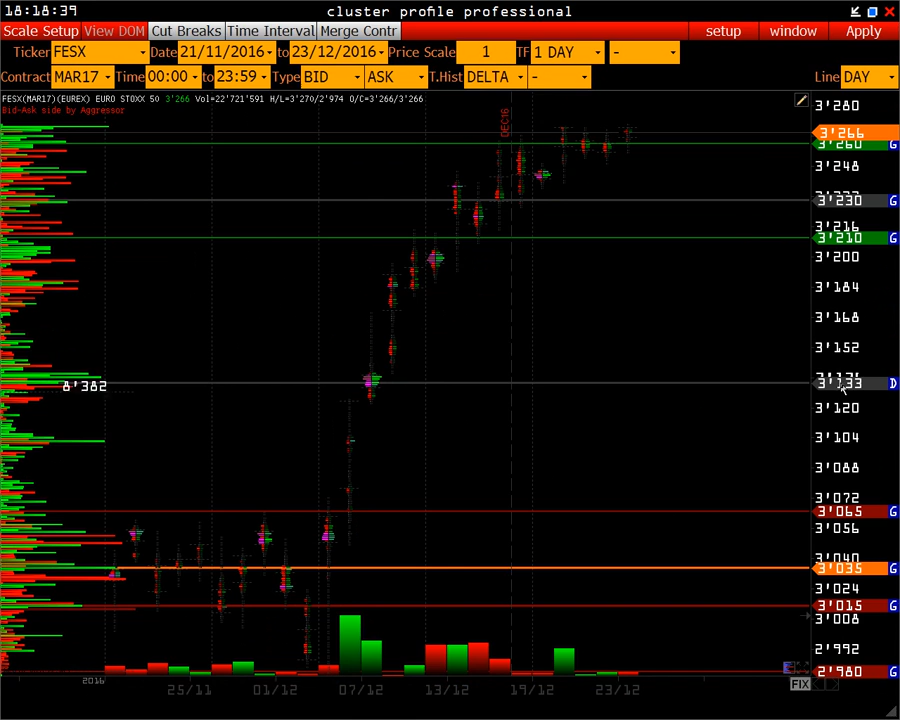 18:18:39 cluster profile professional
Scale Setup View DOM Cut Breaks Time Interval Merge Contr setup window Apply
Ticker FESX Date 21/11/2016 to 23/12/2016 Price Scale 1 TF 1 DAY -
Contract MAR17 Time 00:00 to 23:59 Type BID ASK T.Hist DELTA - Line DAY
FESX(MAR17)(EUREX) EURO STOXX 50 3'266 Vol=22'721'591 H/L=3'270/2'974 O/C=3'266/3'266
Bid-Ask side by Aggressor
DEC16
3'280
3'266
3'260 G
3'248
3'230 G
3'216
3'210 G
3'200
3'184
3'168
3'152
8'382
3'133 D
3'120
3'104
3'088
3'072
3'065 G
3'056
3'040
3'035 G
3'024
3'015 G
3'008
2'992
2'980 G
2016 25/11 01/12 07/12 13/12 19/12 23/12 FIX